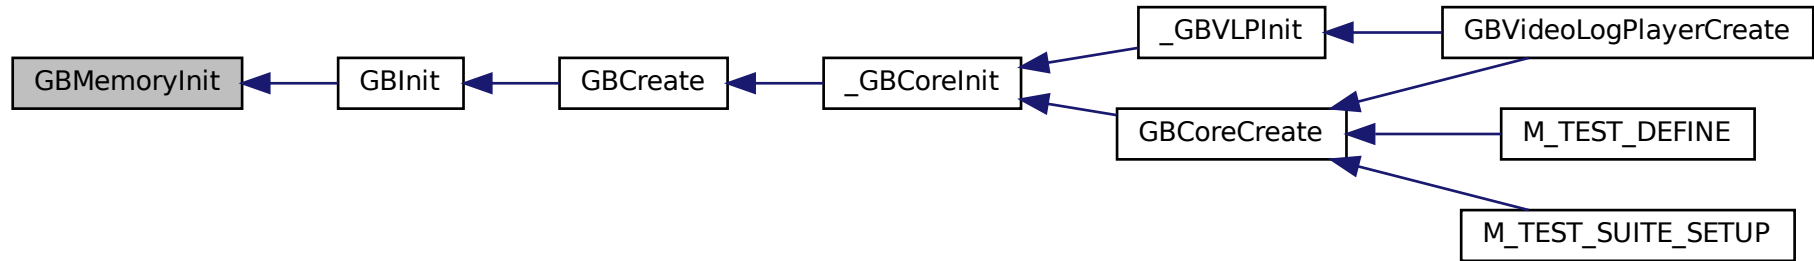 GBMemoryInit
GBInit
GBCreate
_GBCoreInit
_GBVLPInit
GBVideoLogPlayerCreate
GBCoreCreate
M_TEST_DEFINE
M_TEST_SUITE_SETUP